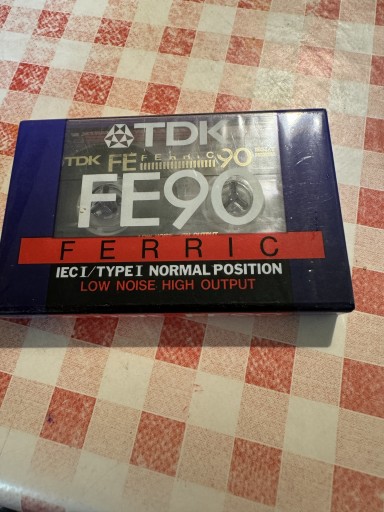 TDK
TDK FE FERRIC 90
FE90
FERRIC
IEC I/TYPE I NORMAL POSITION
LOW NOISE HIGH OUTPUT